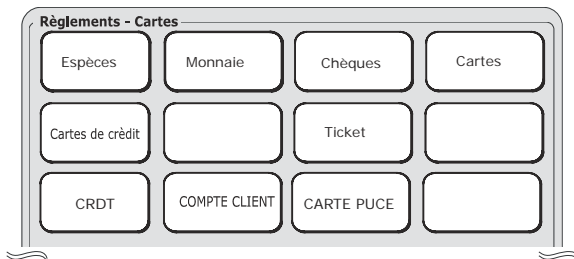 Règlements - Cartes
Espèces Monnaie Chèques Cartes
Cartes de crèdit Ticket
CRDT COMPTE CLIENT CARTE PUCE